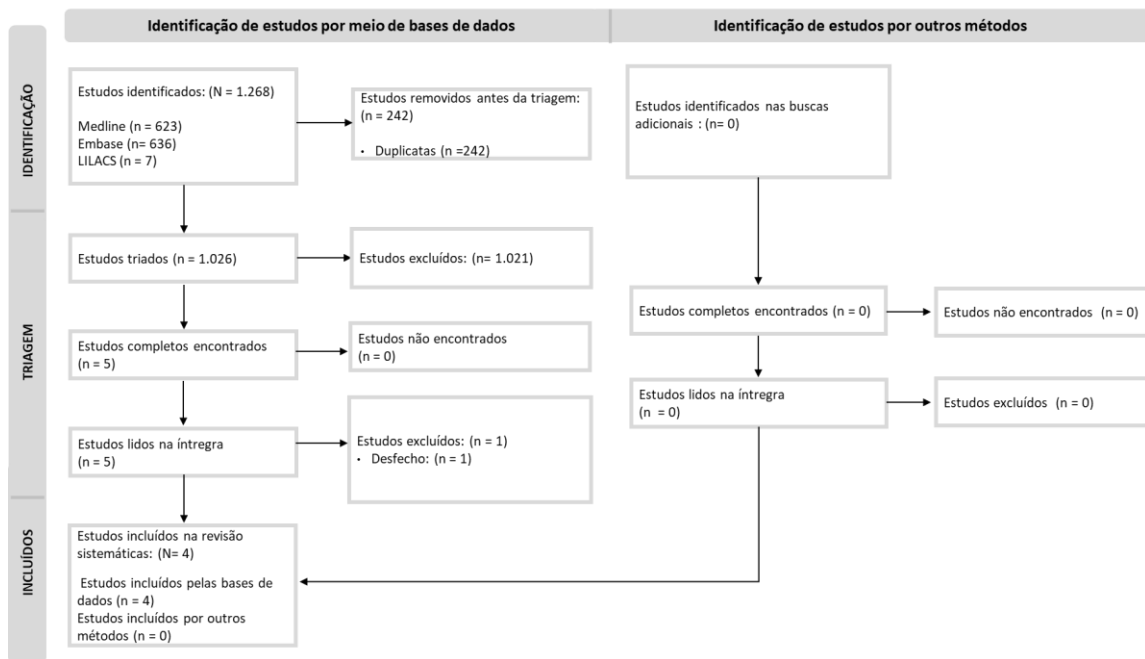 Identificação de estudos por meio de bases de dados
Identificação de estudos por outros métodos
IDENTIFICAÇÃO
Estudos identificados: (N = 1.268)
Medline (n = 623)
Embase (n= 636)
LILACS (n = 7)
Estudos removidos antes da triagem:
(n = 242)
• Duplicatas (n =242)
Estudos identificados nas buscas
adicionais : (n= 0)
TRIAGEM
Estudos triados (n = 1.026)
Estudos excluídos: (n= 1.021)
Estudos completos encontrados
(n = 5)
Estudos não encontrados
(n = 0)
Estudos completos encontrados (n = 0)
Estudos não encontrados (n = 0)
Estudos lidos na íntregra
(n = 5)
Estudos excluídos: (n = 1)
• Desfecho: (n = 1)
Estudos lidos na íntregra
(n = 0)
Estudos excluídos (n = 0)
INCLUÍDOS
Estudos incluídos na revisão
sistemáticas: (N= 4)
Estudos incluídos pelas bases de
dados (n = 4)
Estudos incluídos por outros
métodos (n = 0)